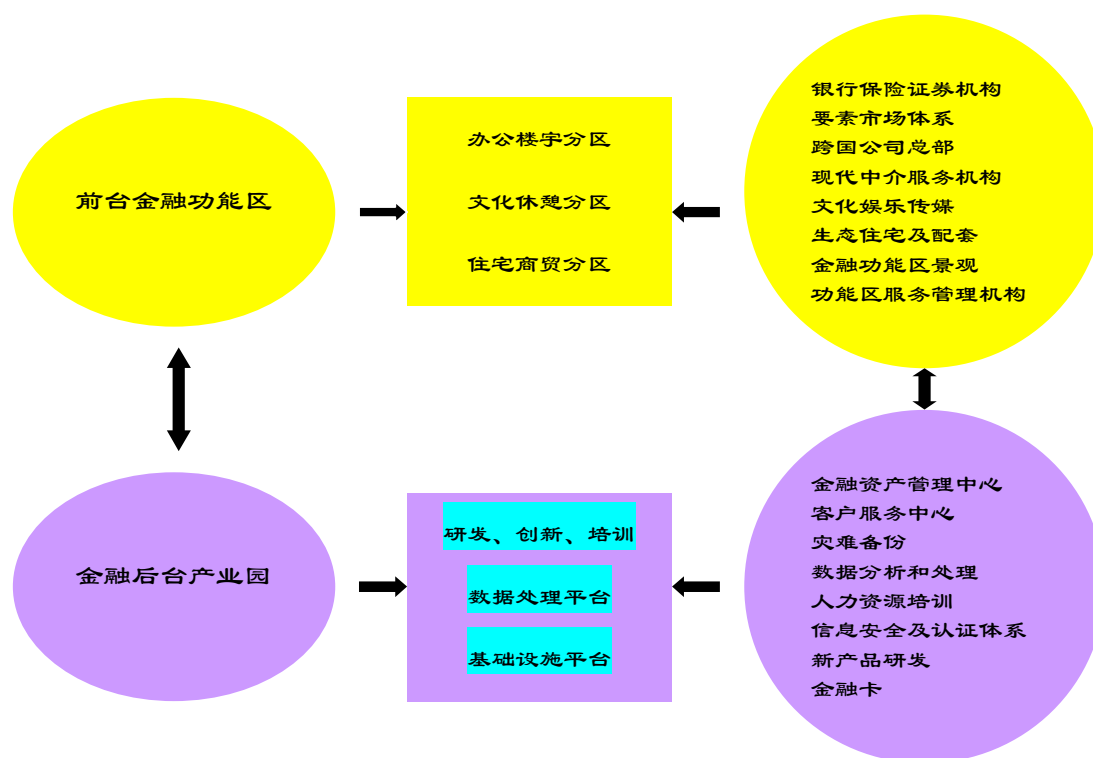 前台金融功能区
办公楼宇分区
文化休憩分区
住宅商贸分区
银行保险证券机构
要素市场体系
跨国公司总部
现代中介服务机构
文化娱乐传媒
生态住宅及配套
金融功能区景观
功能区服务管理机构
金融后台产业园
研发、创新、培训
数据处理平台
基础设施平台
金融资产管理中心
客户服务中心
灾难备份
数据分析和处理
人力资源培训
信息安全及认证体系
新产品研发
金融卡